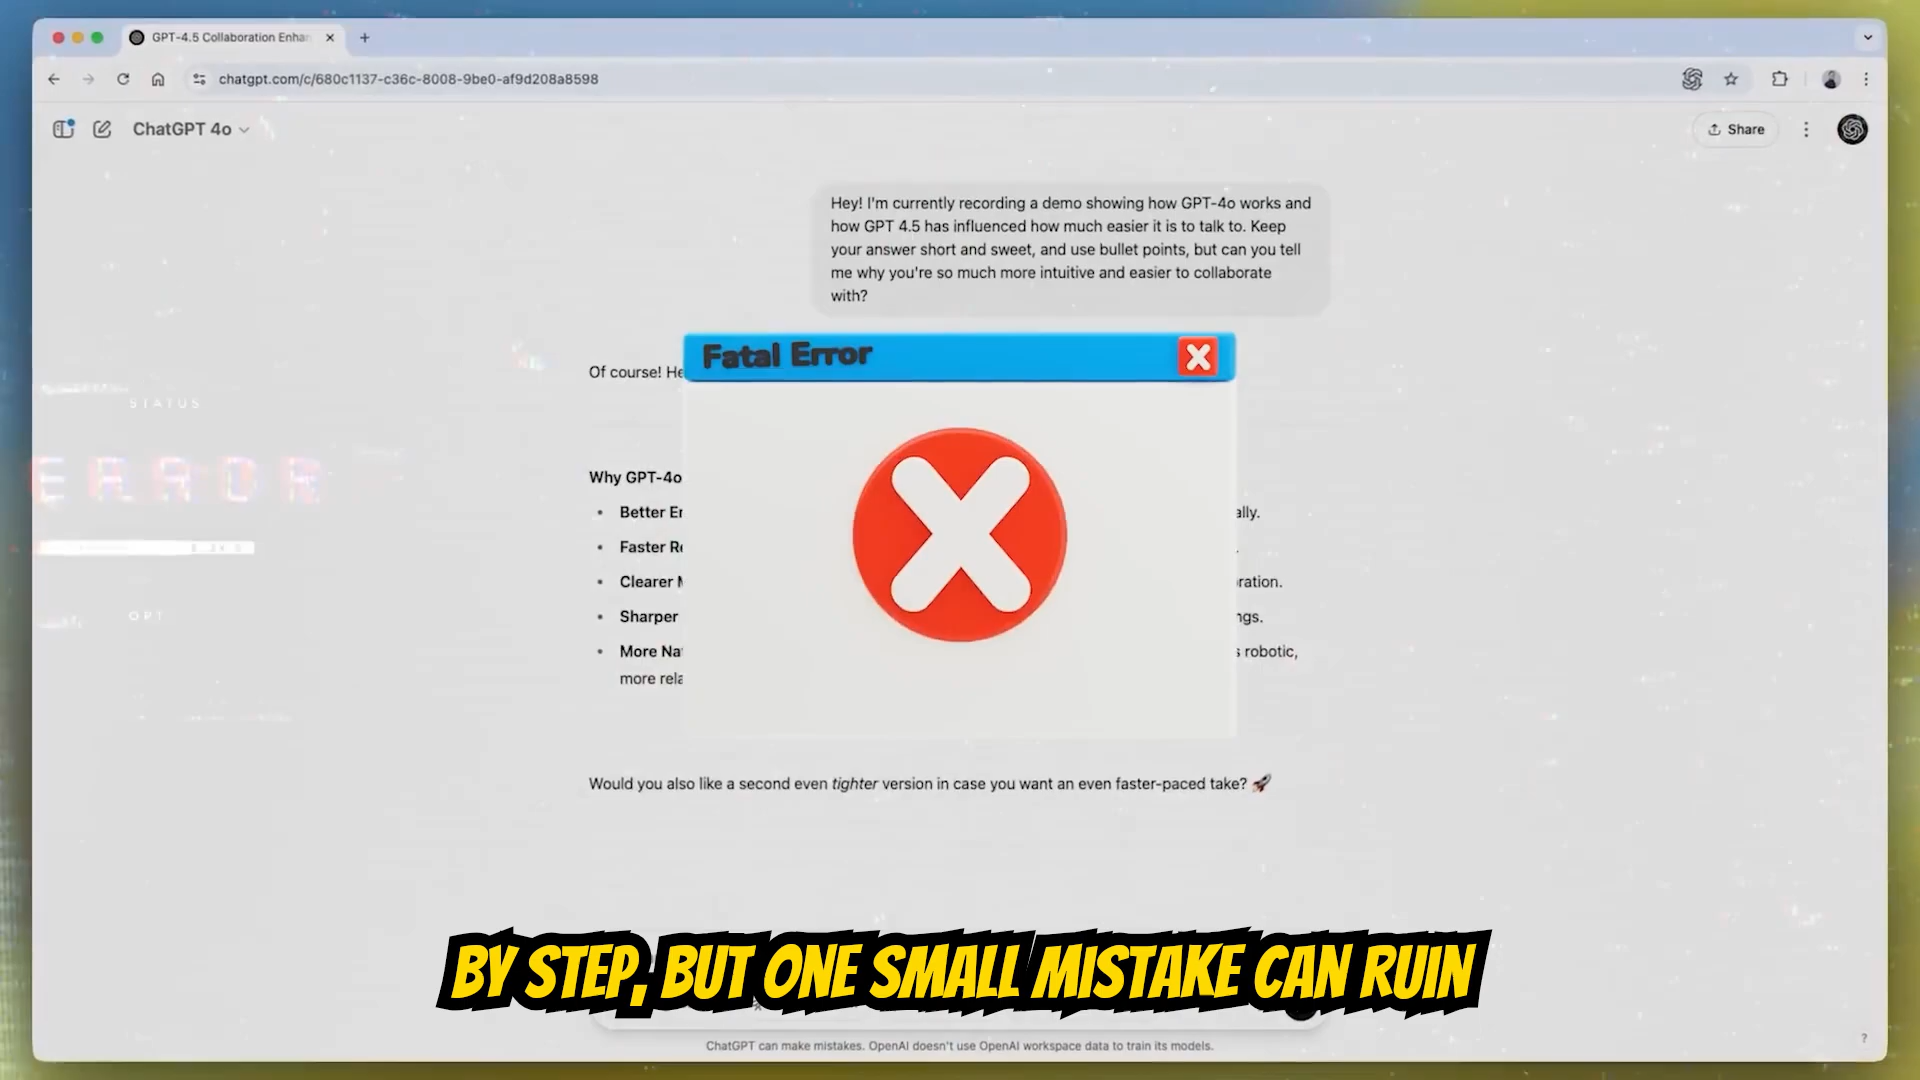 GPT-4.5 Collaboration Enhan
chatgpt.com/c/680c1137-c36c-8008-9be0-af9d208a8598
ChatGPT 4o
Share
Hey! I'm currently recording a demo showing how GPT-4o works and
how GPT 4.5 has influenced how much easier it is to talk to. Keep
your answer short and sweet, and use bullet points, but can you tell
me why you're so much more intuitive and easier to collaborate
with?
Fatal Error
Of course! He
STATUS
ERROR
Why GPT-4o
Better Er
ally.
Faster Re
Clearer M
ration.
Sharper
ngs.
OPT
More Nat
s robotic,
more rela
Would you also like a second even tighter version in case you want an even faster-paced take? 🚀
BY STEP, BUT ONE SMALL MISTAKE CAN RUIN
ChatGPT can make mistakes. OpenAI doesn't use OpenAI workspace data to train its models.
?